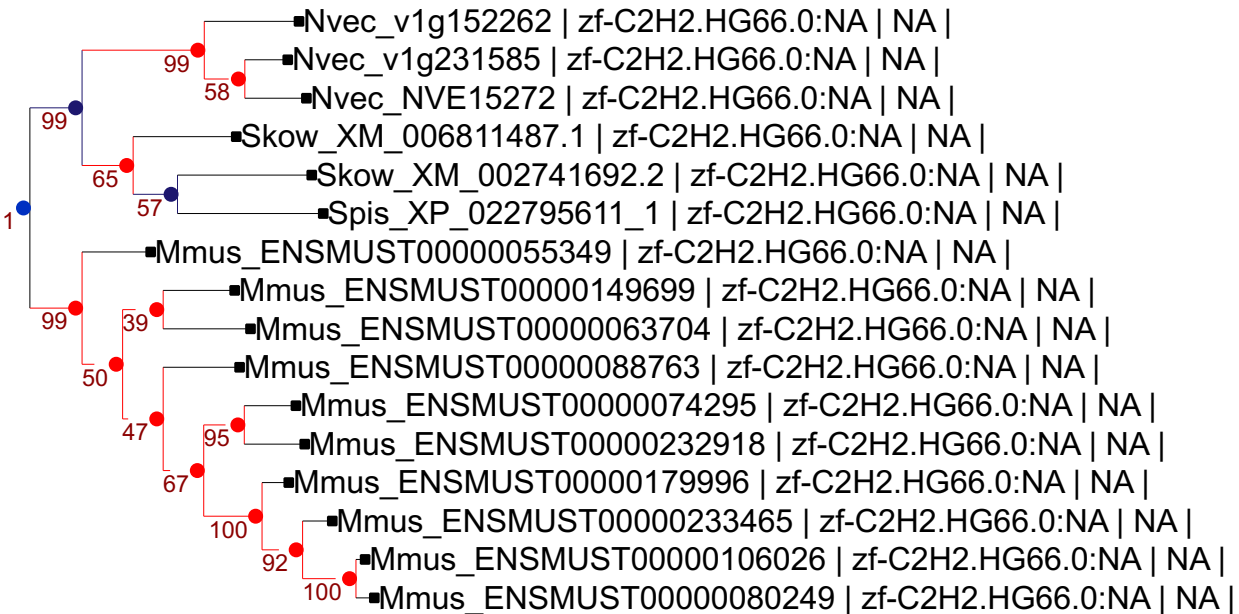 Nvec_v1g152262 | zf-C2H2.HG66.0:NA | NA |
99
Nvec_v1g231585 | zf-C2H2.HG66.0:NA | NA |
58
Nvec_NVE15272 | zf-C2H2.HG66.0:NA | NA |
99
Skow_XM_006811487.1 | zf-C2H2.HG66.0:NA | NA |
65
Skow_XM_002741692.2 | zf-C2H2.HG66.0:NA | NA |
57
Spis_XP_022795611_1 | zf-C2H2.HG66.0:NA | NA |
1
Mmus_ENSMUST00000055349 | zf-C2H2.HG66.0:NA | NA |
Mmus_ENSMUST00000149699 | zf-C2H2.HG66.0:NA | NA |
99
39
Mmus_ENSMUST00000063704 | zf-C2H2.HG66.0:NA | NA |
50
Mmus_ENSMUST00000088763 | zf-C2H2.HG66.0:NA | NA |
Mmus_ENSMUST00000074295 | zf-C2H2.HG66.0:NA | NA |
47
95
Mmus_ENSMUST00000232918 | zf-C2H2.HG66.0:NA | NA |
67
Mmus_ENSMUST00000179996 | zf-C2H2.HG66.0:NA | NA |
100
Mmus_ENSMUST00000233465 | zf-C2H2.HG66.0:NA | NA |
92
Mmus_ENSMUST00000106026 | zf-C2H2.HG66.0:NA | NA |
100
Mmus_ENSMUST00000080249 | zf-C2H2.HG66.0:NA | NA |